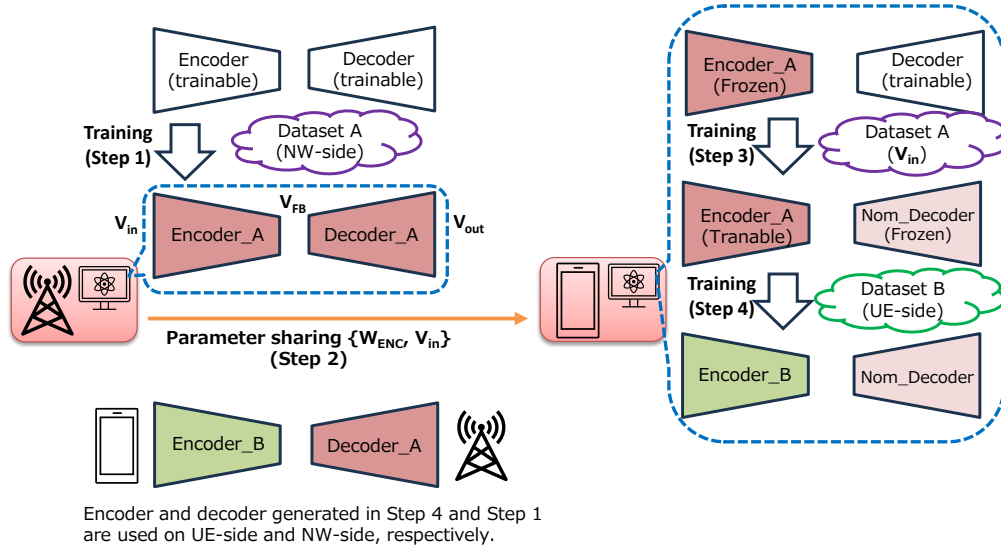 Encoder
(trainable)
Decoder
(trainable)
Training
(Step 1)
Dataset A
(NW-side)
V_in
V_FB
V_out
Encoder_A
Decoder_A
Parameter sharing {W_ENC, V_in}
(Step 2)
Encoder_B
Decoder_A
Encoder and decoder generated in Step 4 and Step 1
are used on UE-side and NW-side, respectively.
Encoder_A
(Frozen)
Decoder
(trainable)
Training
(Step 3)
Dataset A
(V_in)
Encoder_A
(Tranable)
Nom_Decoder
(Frozen)
Training
(Step 4)
Dataset B
(UE-side)
Encoder_B
Nom_Decoder